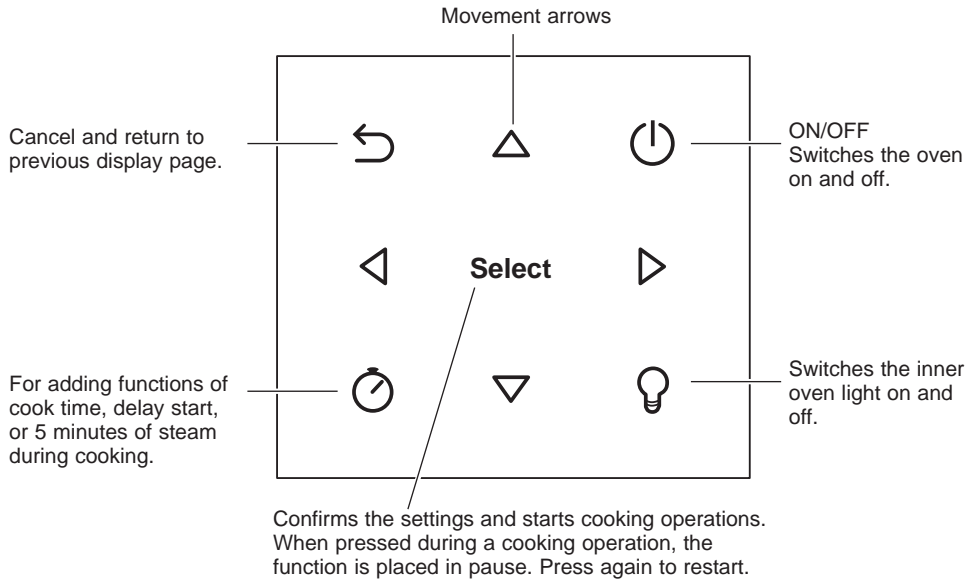 Movement arrows
Cancel and return to
previous display page.
ON/OFF
Switches the oven
on and off.
Select
For adding functions of
cook time, delay start,
or 5 minutes of steam
during cooking.
Switches the inner
oven light on and
off.
Confirms the settings and starts cooking operations.
When pressed during a cooking operation, the
function is placed in pause. Press again to restart.